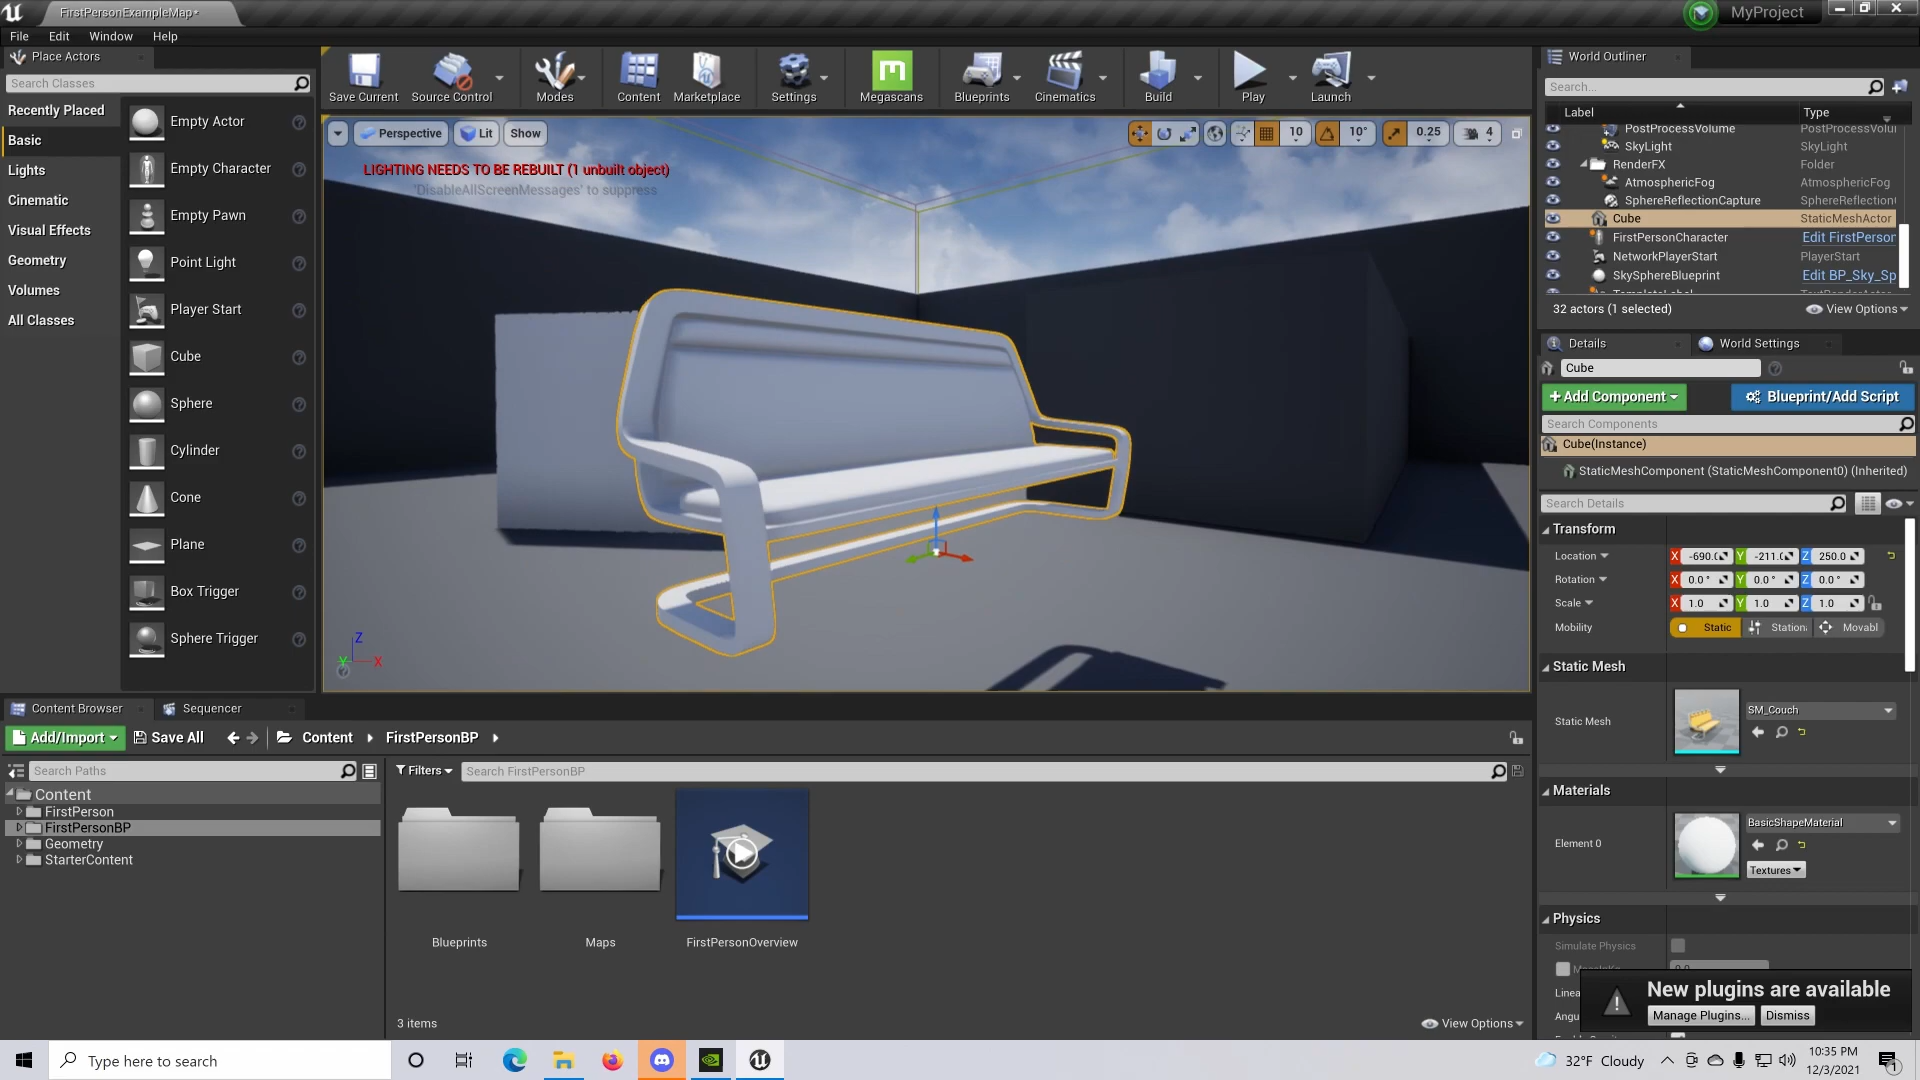 FirstPersonExampleMap*
MyProject
File Edit Window Help
Place Actors
Search Classes
Recently Placed
Basic
Lights
Cinematic
Visual Effects
Geometry
Volumes
All Classes
Empty Actor
Empty Character
Empty Pawn
Point Light
Player Start
Cube
Sphere
Cylinder
Cone
Plane
Box Trigger
Sphere Trigger
Save Current Source Control Modes Content Marketplace Settings Megascans Blueprints Cinematics Build Play Launch
Perspective Lit Show
10 10° 0.25 4
LIGHTING NEEDS TO BE REBUILT (1 unbuilt object)
'DisableAllScreenMessages' to suppress
Z
Y X
World Outliner
Search...
Label Type
PostProcessVolume PostProcessVolu
SkyLight SkyLight
RenderFX Folder
AtmosphericFog AtmosphericFog
SphereReflectionCapture SphereReflection
Cube StaticMeshActor
FirstPersonCharacter Edit FirstPerson
NetworkPlayerStart PlayerStart
SkySphereBlueprint Edit BP_Sky_Sp
32 actors (1 selected) View Options
Details World Settings
Cube
+Add Component Blueprint/Add Script
Search Components
Cube(Instance)
StaticMeshComponent (StaticMeshComponent0) (Inherited)
Search Details
Transform
Location X -690.0 Y -211.0 Z 250.0
Rotation X 0.0° Y 0.0° Z 0.0°
Scale X 1.0 Y 1.0 Z 1.0
Mobility Static Station Movabl
Static Mesh
Static Mesh SM_Couch
Materials
Element 0 BasicShapeMaterial
Textures
Physics
Simulate Physics
Linea
Angu
New plugins are available
Manage Plugins... Dismiss
Content Browser Sequencer
Add/Import Save All Content FirstPersonBP
Search Paths
Filters Search FirstPersonBP
Content
FirstPerson
FirstPersonBP
Geometry
StarterContent
Blueprints Maps FirstPersonOverview
3 items View Options
Type here to search
32°F Cloudy
10:35 PM
12/3/2021
1